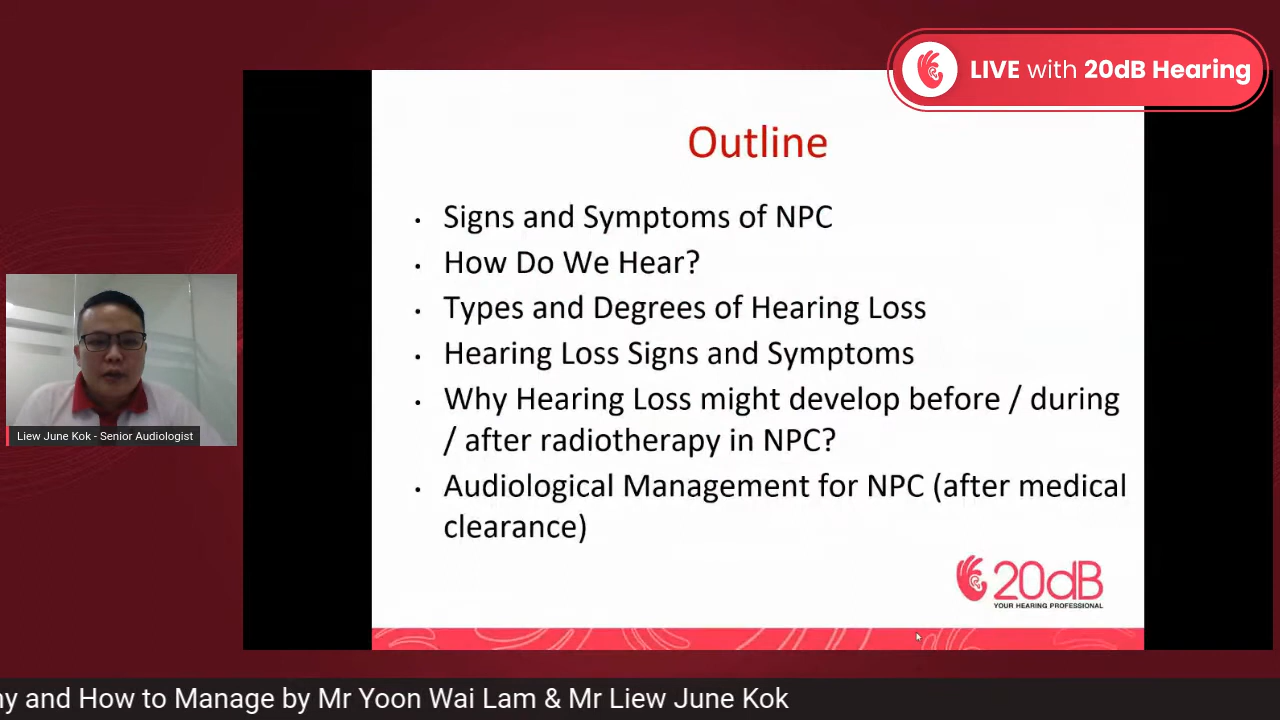 LIVE with 20dB Hearing
Outline
• Signs and Symptoms of NPC
• How Do We Hear?
• Types and Degrees of Hearing Loss
• Hearing Loss Signs and Symptoms
• Why Hearing Loss might develop before / during
/ after radiotherapy in NPC?
• Audiological Management for NPC (after medical
clearance)
20dB
YOUR HEARING PROFESSIONAL
Liew June Kok - Senior Audiologist
and How to Manage by Mr Yoon Wai Lam & Mr Liew June Kok